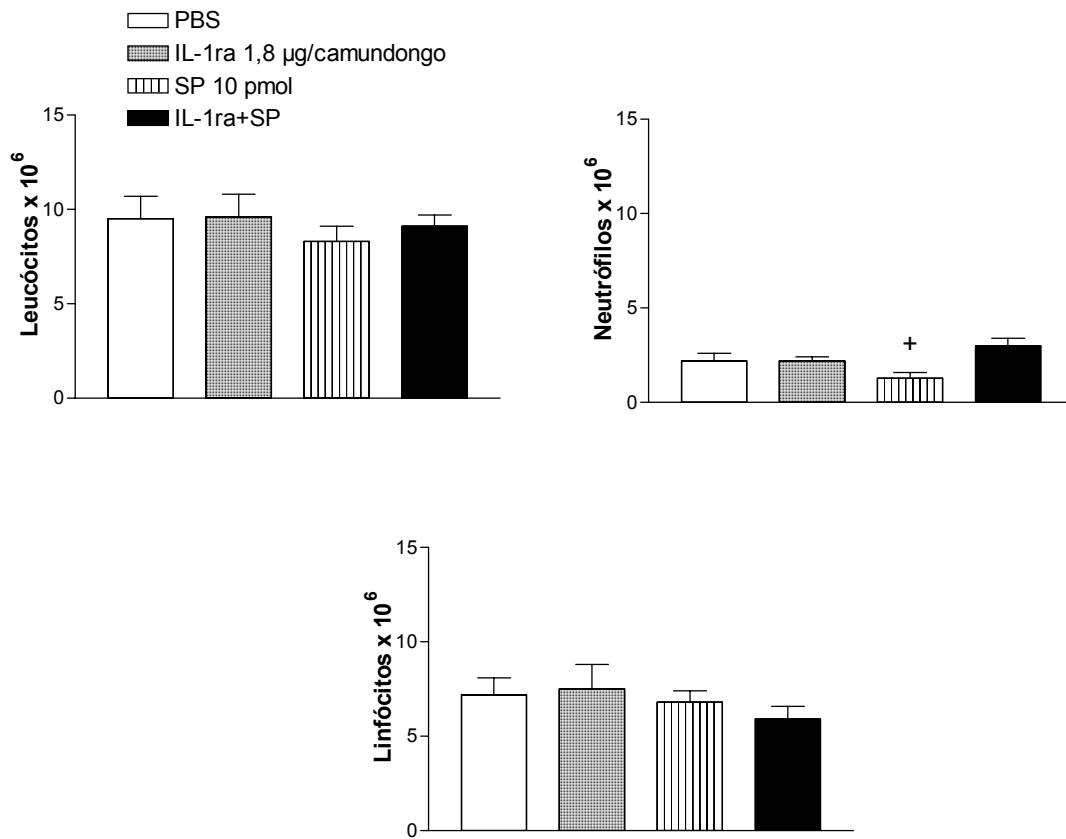 PBS
IL-1ra 1,8 µg/camundongo
SP 10 pmol
IL-1ra+SP
15
10
5
0
Leucócitos x 10⁶
15
10
5
0
Neutrófilos x 10⁶
+
15
10
5
0
Linfócitos x 10⁶